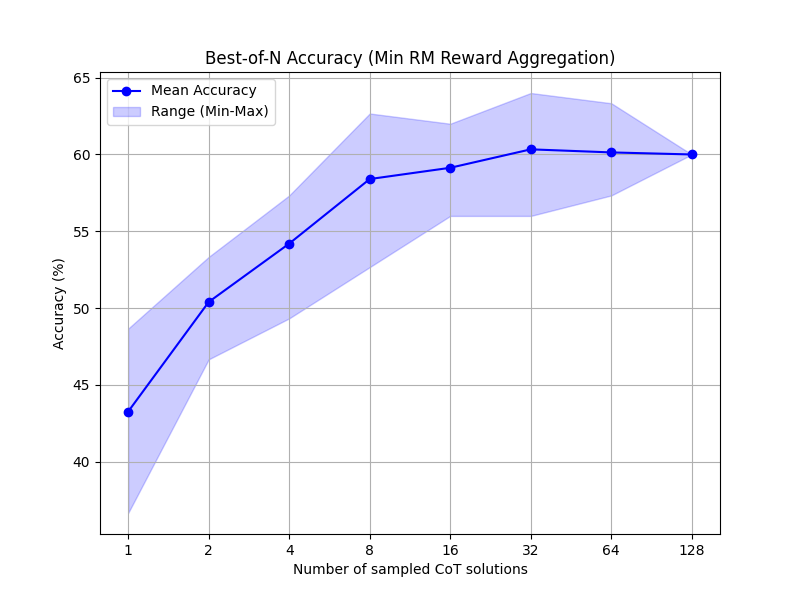 Best-of-N Accuracy (Min RM Reward Aggregation)
Mean Accuracy
Range (Min-Max)
65
60
55
50
45
40
Accuracy (%)
1 2 4 8 16 32 64 128
Number of sampled CoT solutions